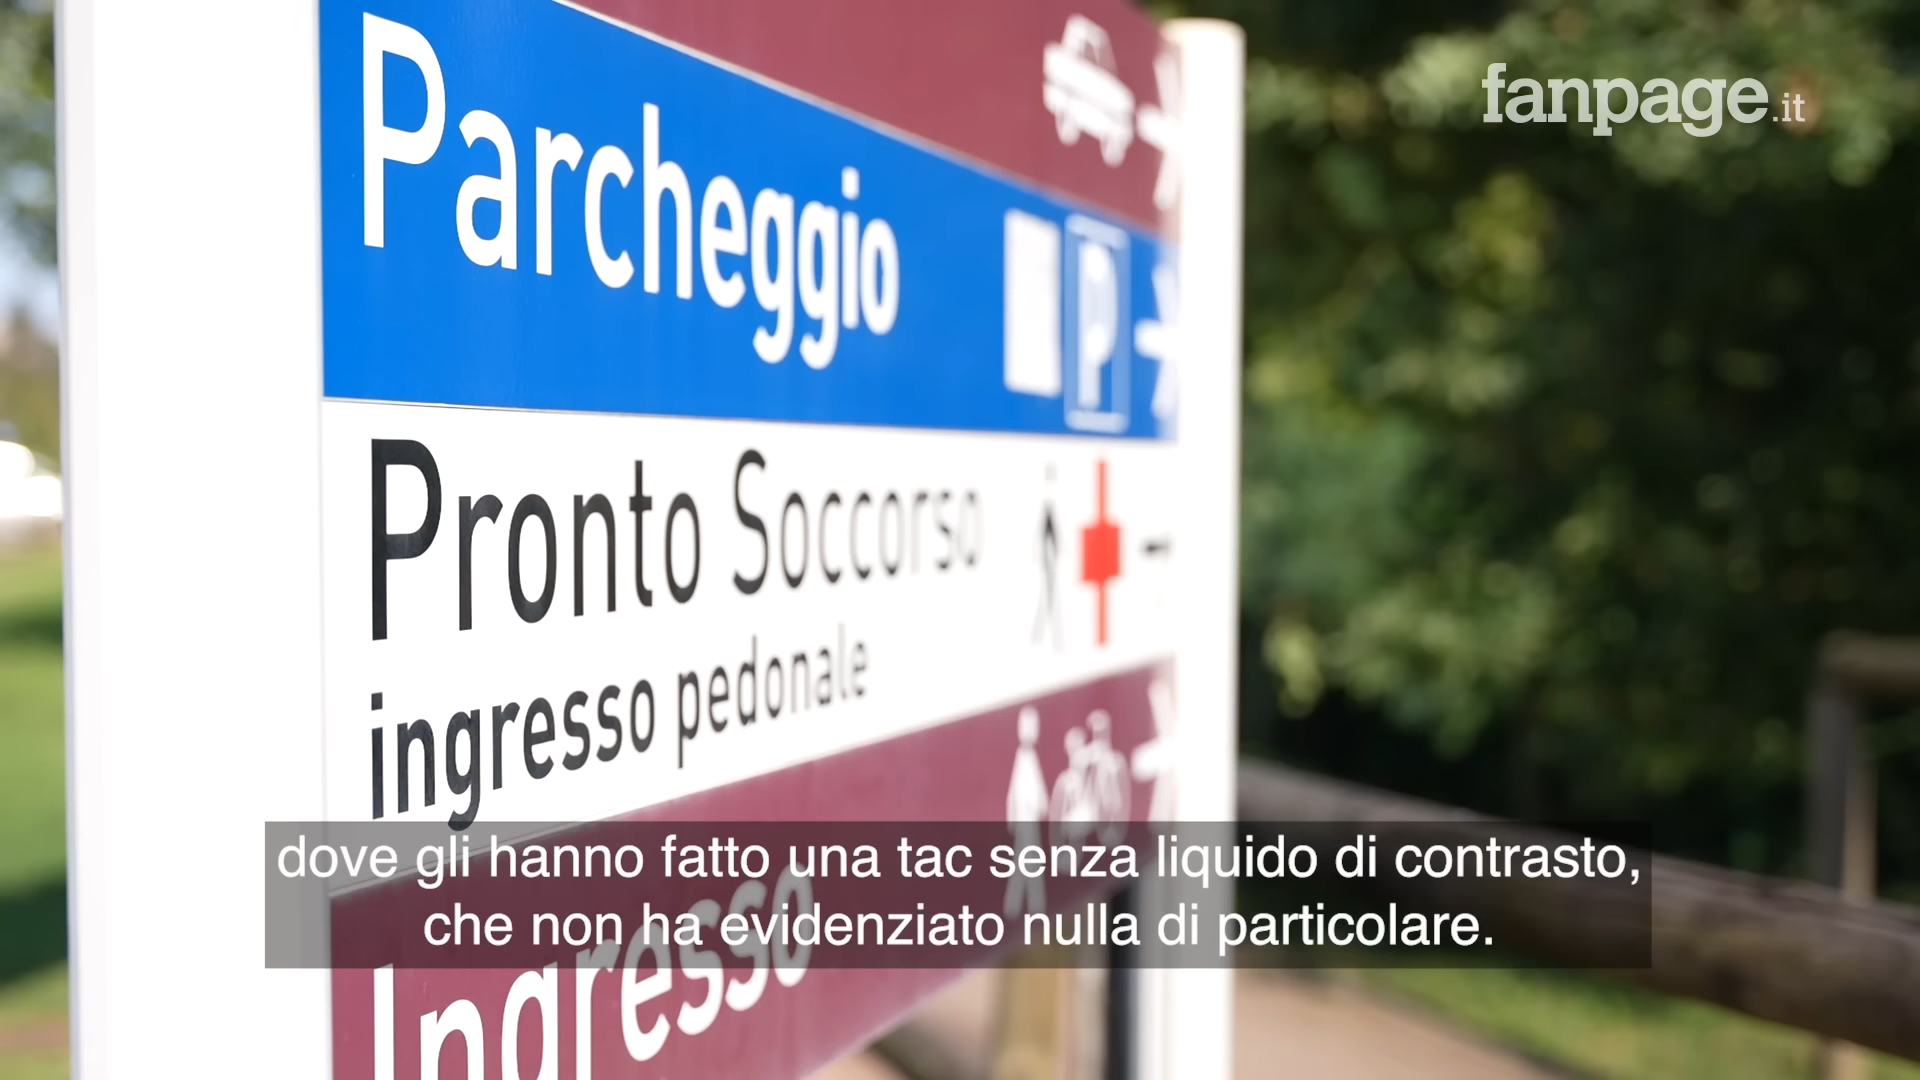 fanpage.it
Parcheggio
P
Pronto Soccorso
ingresso pedonale
Ingresso
dove gli hanno fatto una tac senza liquido di contrasto,
che non ha evidenziato nulla di particolare.